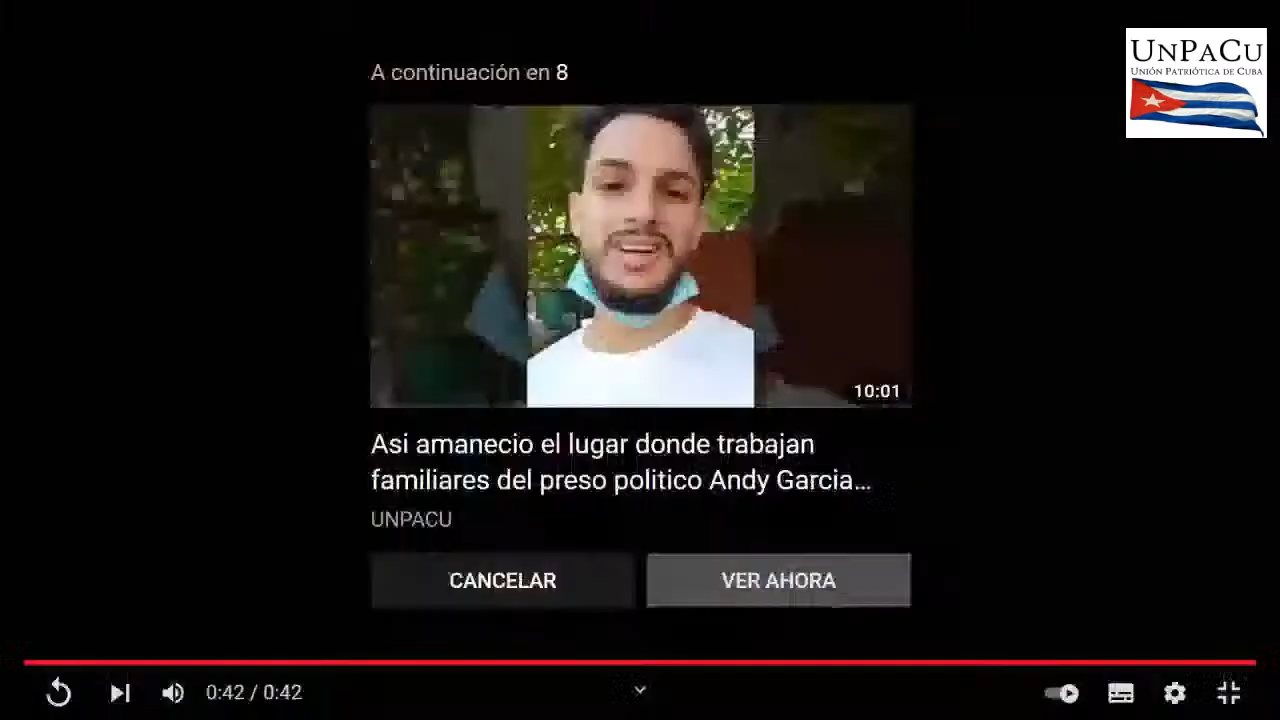 A continuación en 8
UNPACU
UNIÓN PATRIÓTICA DE CUBA
10:01
Asi amanecio el lugar donde trabajan
familiares del preso politico Andy Garcia...
UNPACU
CANCELAR
VER AHORA
0:42 / 0:42